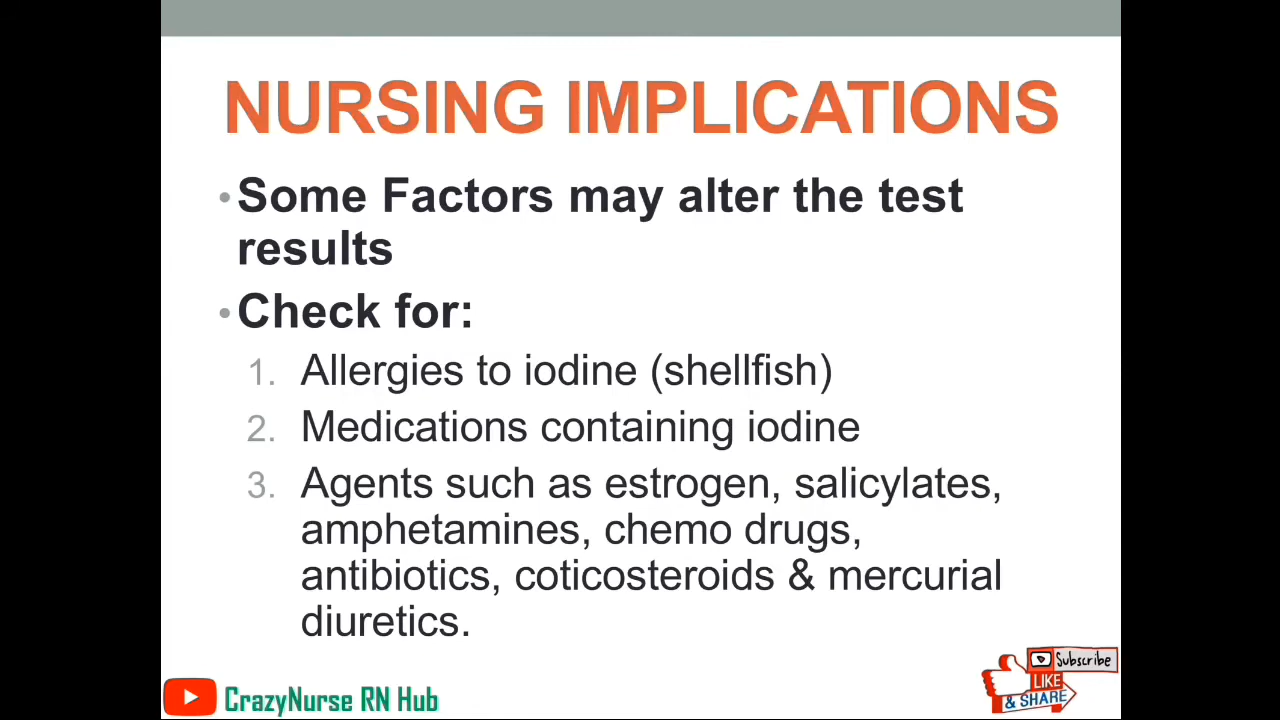 NURSING IMPLICATIONS
•Some Factors may alter the test
results
•Check for:
1. Allergies to iodine (shellfish)
2. Medications containing iodine
3. Agents such as estrogen, salicylates,
amphetamines, chemo drugs,
antibiotics, coticosteroids & mercurial
diuretics.
Subscribe
LIKE
& SHARE
CrazyNurse RN Hub